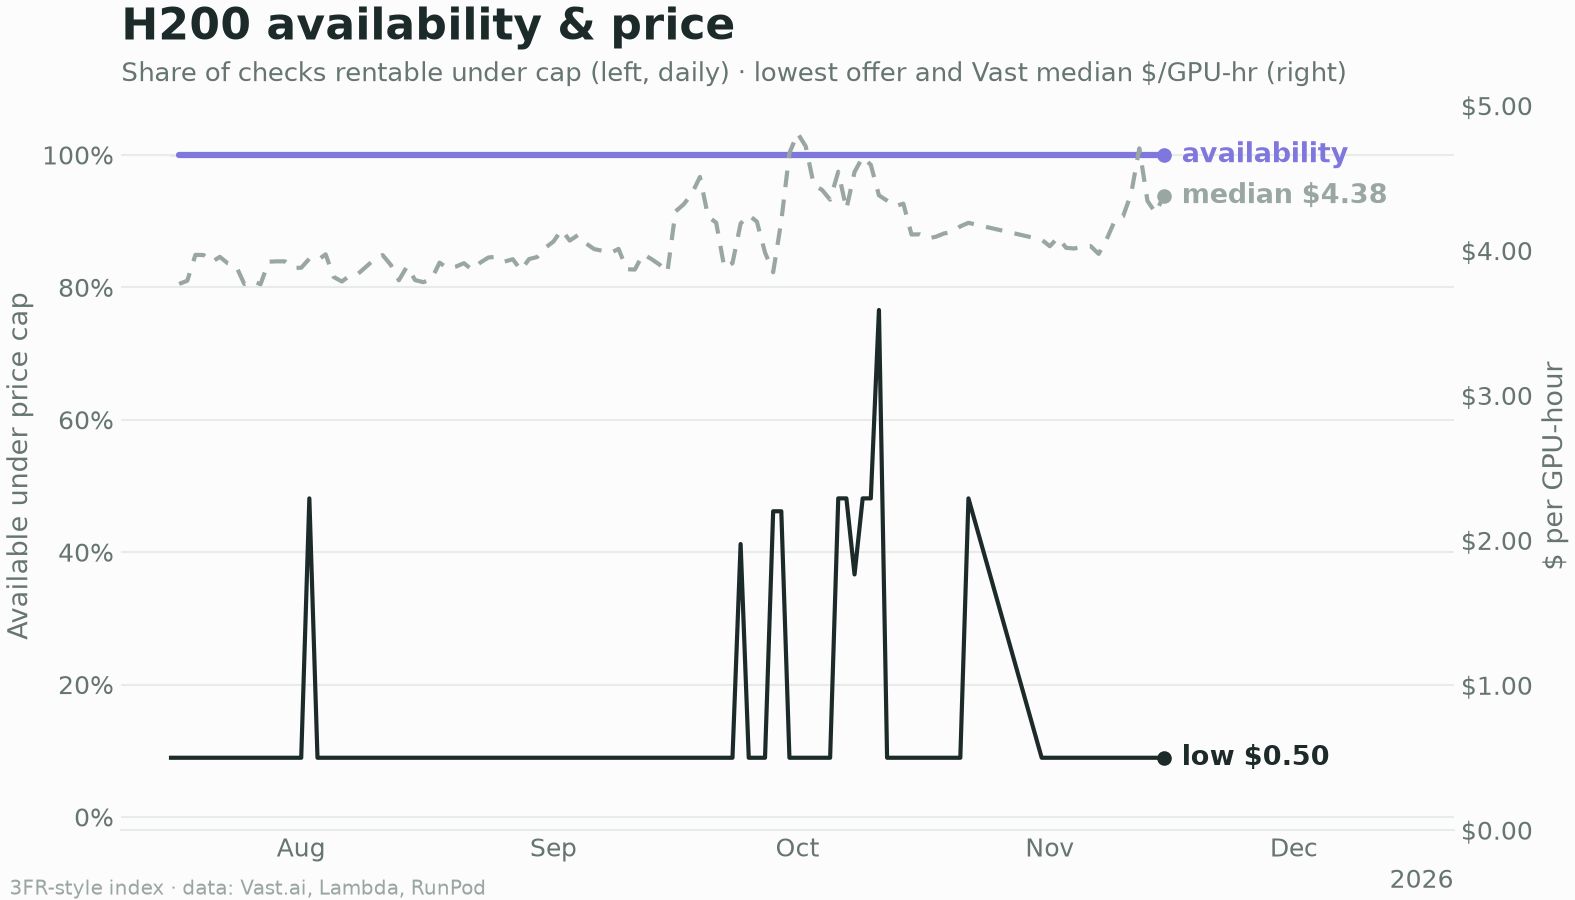 H200 availability & price
Share of checks rentable under cap (left, daily) · lowest offer and Vast median $/GPU-hr (right)
$5.00
100%
availability
median $4.38
$4.00
80%
Available under price cap
$3.00
60%
$ per GPU-hour
40%
$2.00
20%
$1.00
low $0.50
0%
$0.00
Aug
Sep
Oct
Nov
Dec
2026
3FR-style index · data: Vast.ai, Lambda, RunPod